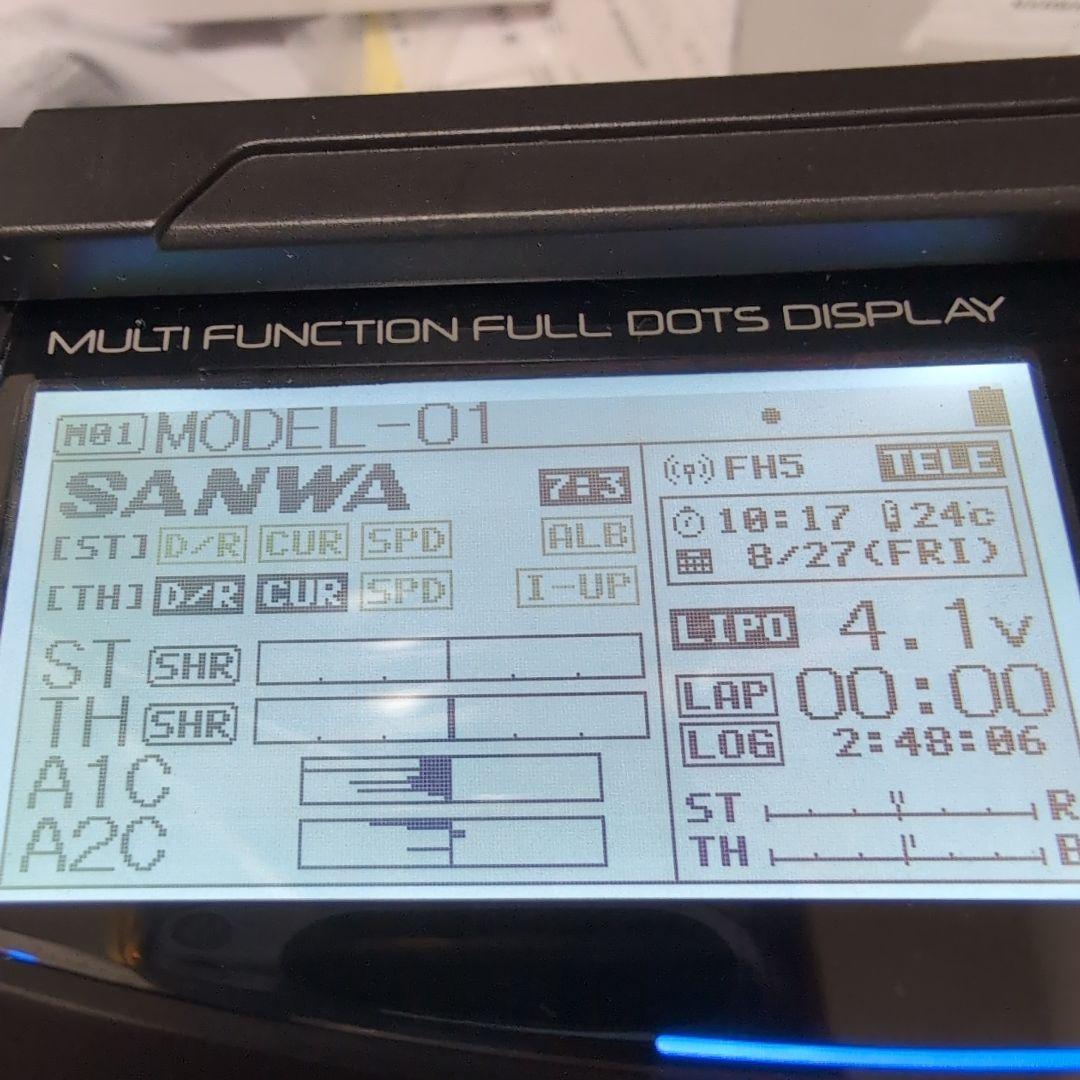 MULTI FUNCTION FULL DOTS DISPLAY
M01 MODEL-01
SANWA 783
[ST] D/R CUR SPD ALB
[TH] D/R CUR SPD I-UP
ST SHR
TH SHR
A1C
A2C
FH5 TELE
10:17 24c
8/27(FRI)
LIPO 4.1v
LAP 00:00
LOG 2:48:06
ST R
TH B